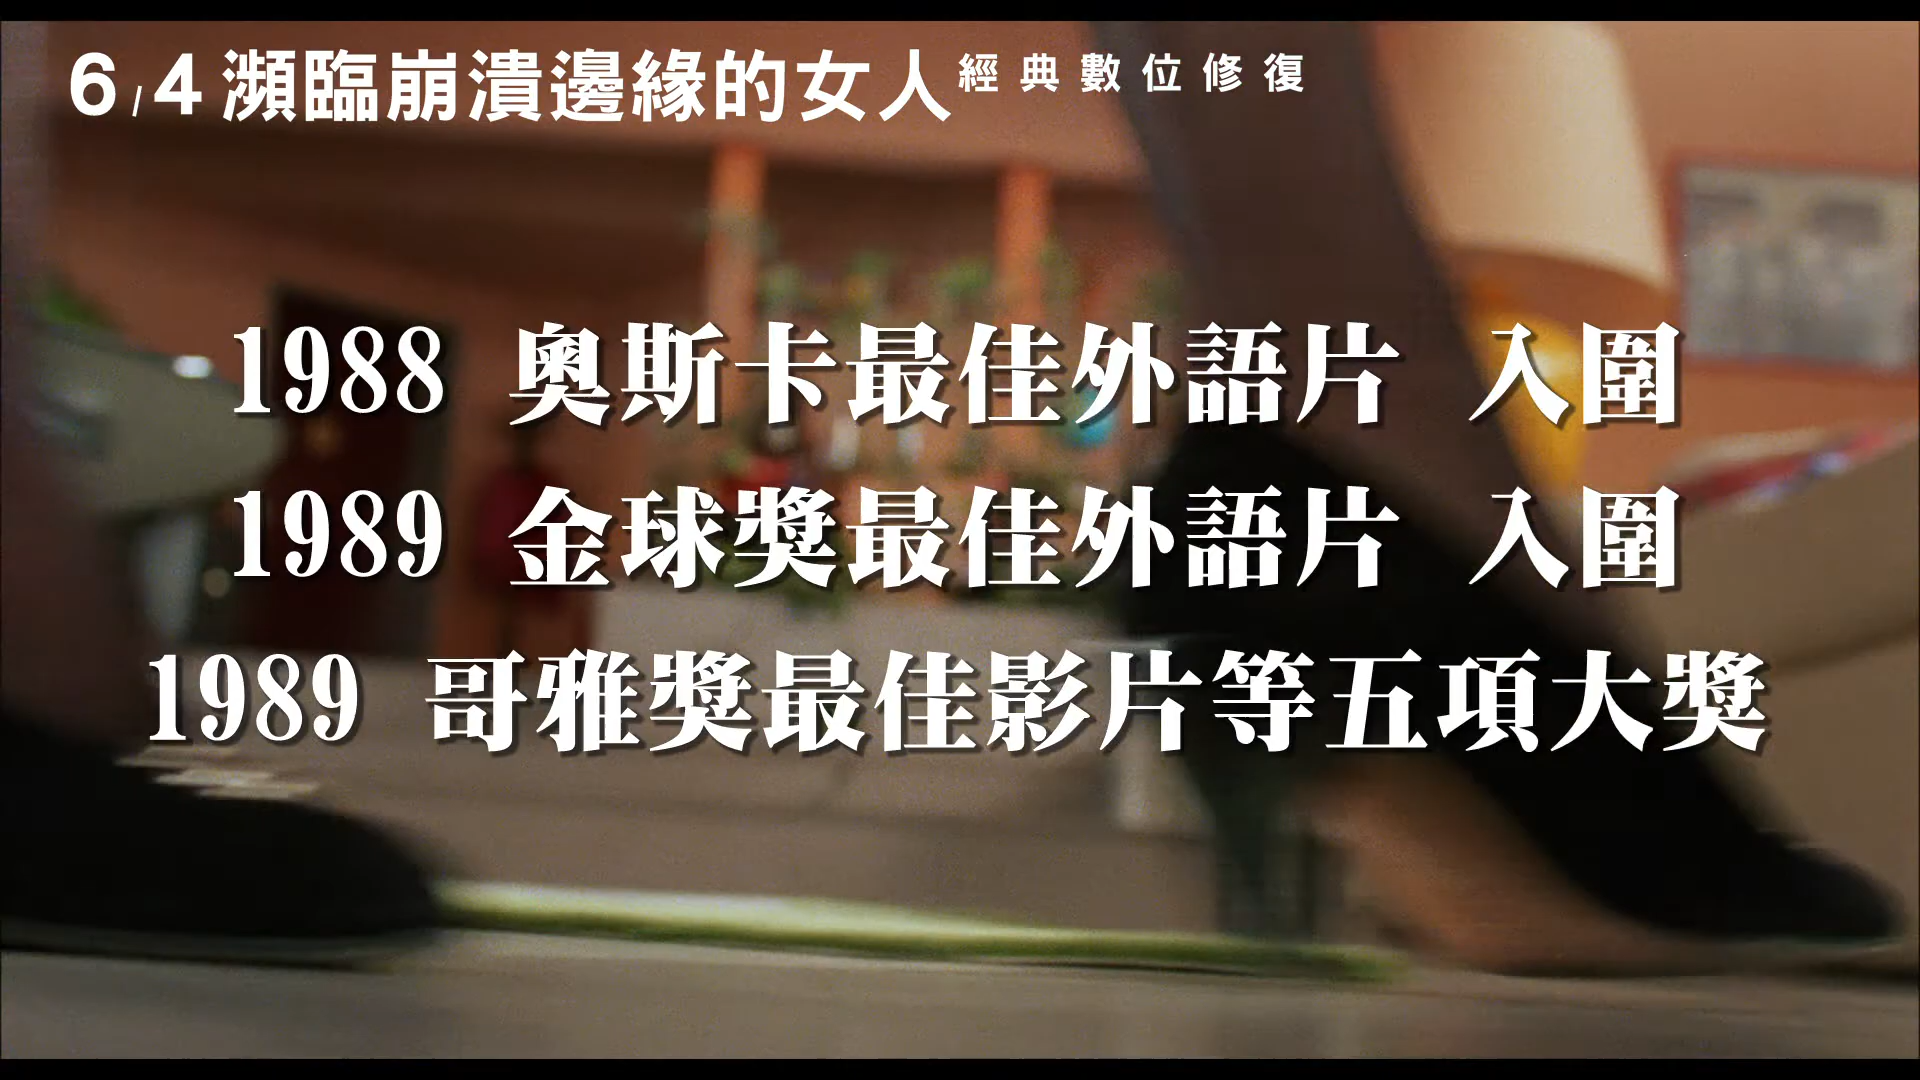 6/4 瀕臨崩潰邊緣的女人 經典數位修復
1988 奧斯卡最佳外語片 入圍
1989 金球獎最佳外語片 入圍
1989 哥雅獎最佳影片等五項大獎